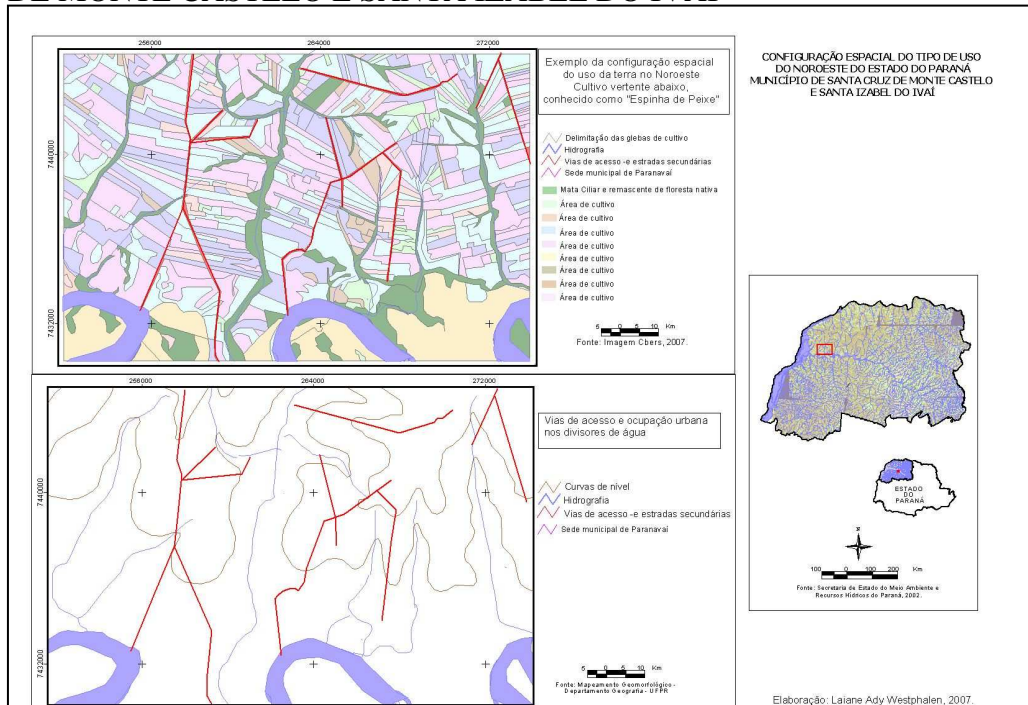 DE MONTE CASTELO E SANTA IZABEL DO IVAÍ
256000
264000
272000
7440000
7432000
Exemplo da configuração espacial
do uso da terra no Noroeste
Cultivo vertente abaixo,
conhecido como "Espinha de Peixe"
Delimitação das glebas de cultivo
Hidrografia
Vias de acesso -e estradas secundárias
Sede municipal de Paranavaí
Mata Ciliar e remascente de floresta nativa
Área de cultivo
Área de cultivo
Área de cultivo
Área de cultivo
Área de cultivo
Área de cultivo
Área de cultivo
Área de cultivo
5 0 5 10 Km
Fonte: Imagem Cbers, 2007.
256000
264000
272000
7440000
7432000
Vias de acesso e ocupação urbana
nos divisores de água
Curvas de nível
Hidrografia
Vias de acesso -e estradas secundárias
Sede municipal de Paranavaí
5 0 5 10 Km
Fonte: Mapeamento Geomorfológico -
Departamento Geografia - UFPR
CONFIGURAÇÃO ESPACIAL DO TIPO DE USO
DO NOROESTE DO ESTADO DO PARANÁ
MUNICÍPIO DE SANTA CRUZ DE MONTE CASTELO
E SANTA IZABEL DO IVAÍ
ESTADO
DO
PARANÁ
N
100 0 100 200
Fonte: Secretaria de Estado do Meio Ambiente e
Recursos Hídricos do Paraná, 2002.
Elaboração: Laiane Ady Westphalen, 2007.